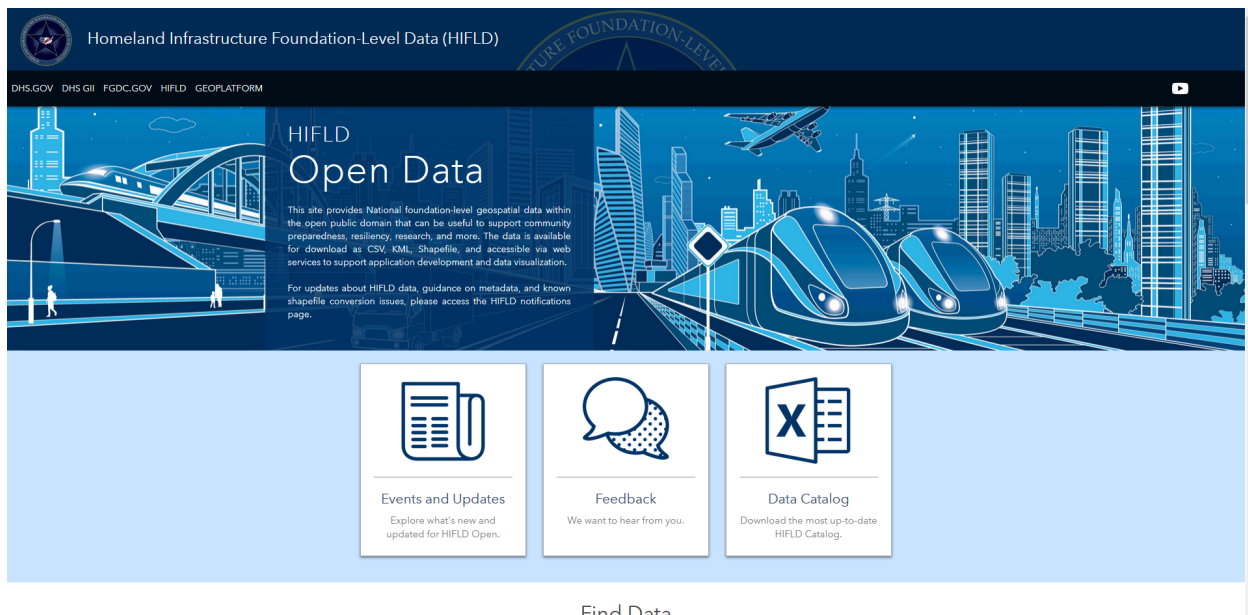 Homeland Infrastructure Foundation-Level Data (HIFLD)
DHS.GOV DHS GII FGDC.GOV HIFLD GEOPLATFORM
HIFLD
Open Data
This site provides National foundation-level geospatial data within
the open public domain that can be useful to support community
preparedness, resiliency, research, and more. The data is available
for download as CSV, KML, Shapefile, and accessible via web
services to support application development and data visualization.
For updates about HIFLD data, guidance on metadata, and known
shapefile conversion issues, please access the HIFLD notifications
page.
Events and Updates
Explore what's new and
updated for HIFLD Open.
Feedback
We want to hear from you.
Data Catalog
Download the most up-to-date
HIFLD Catalog.
Find Data